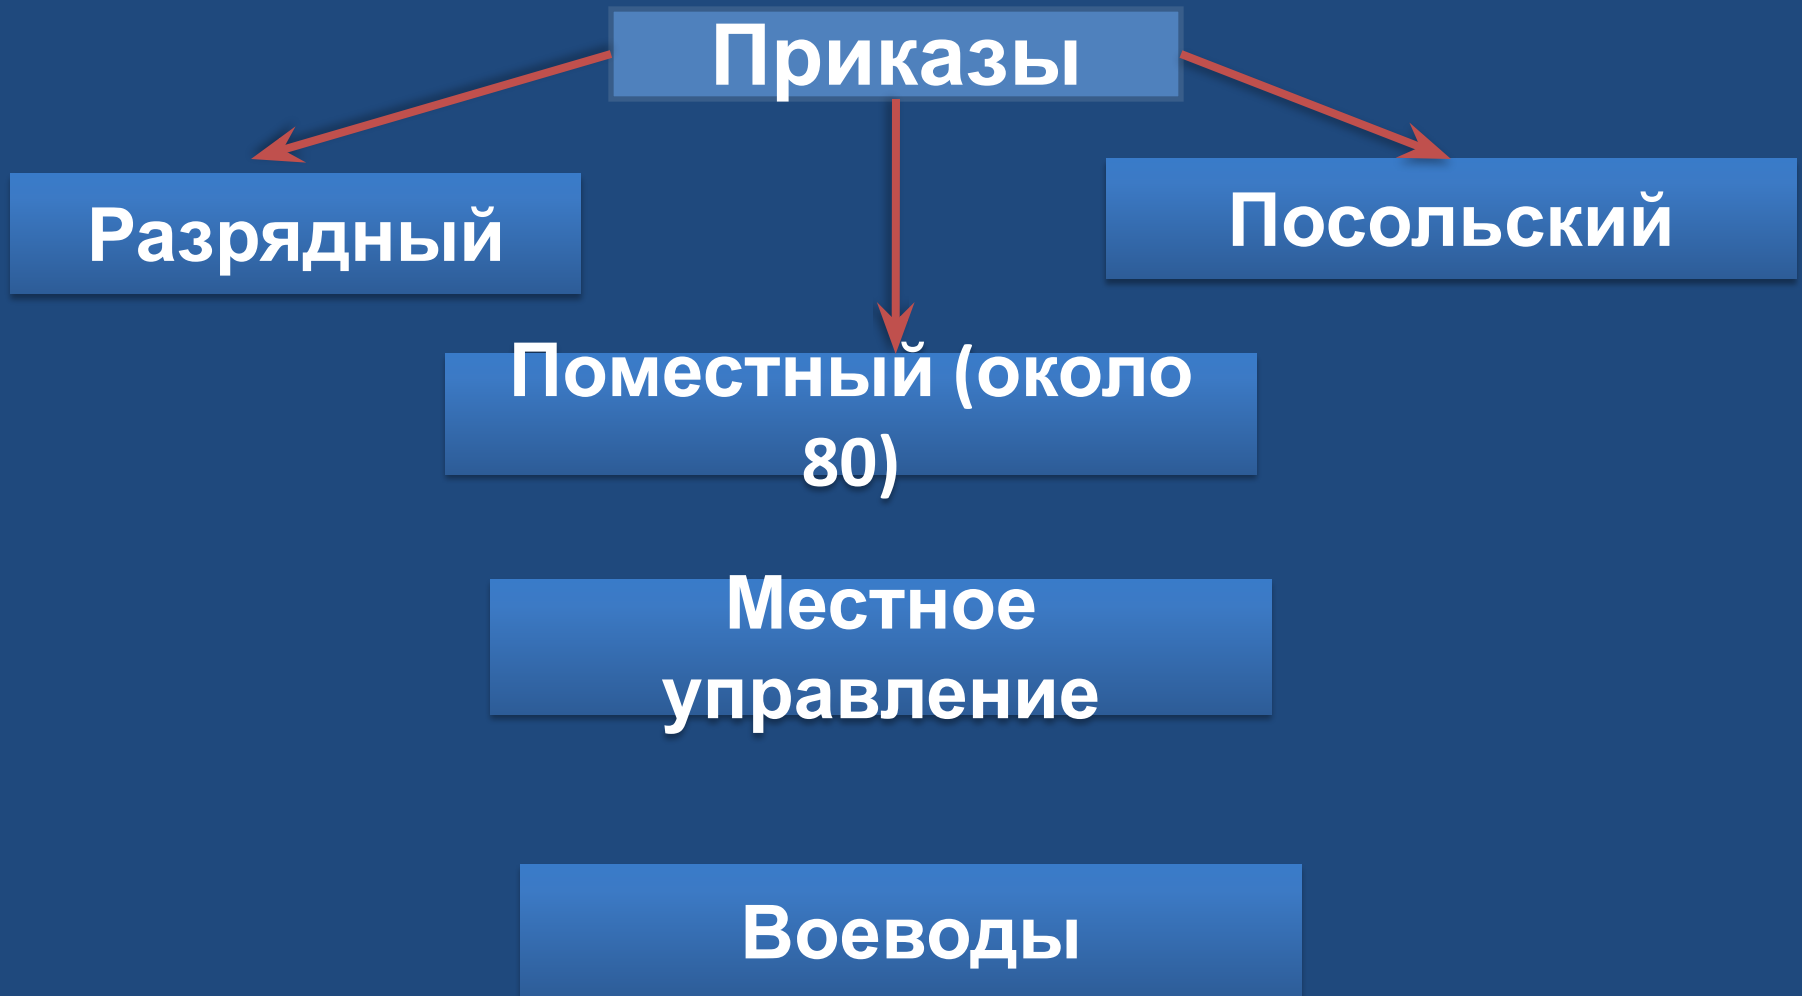 Приказы
Разрядный
Посольский
Поместный (около
80)
Местное
управление
Воеводы